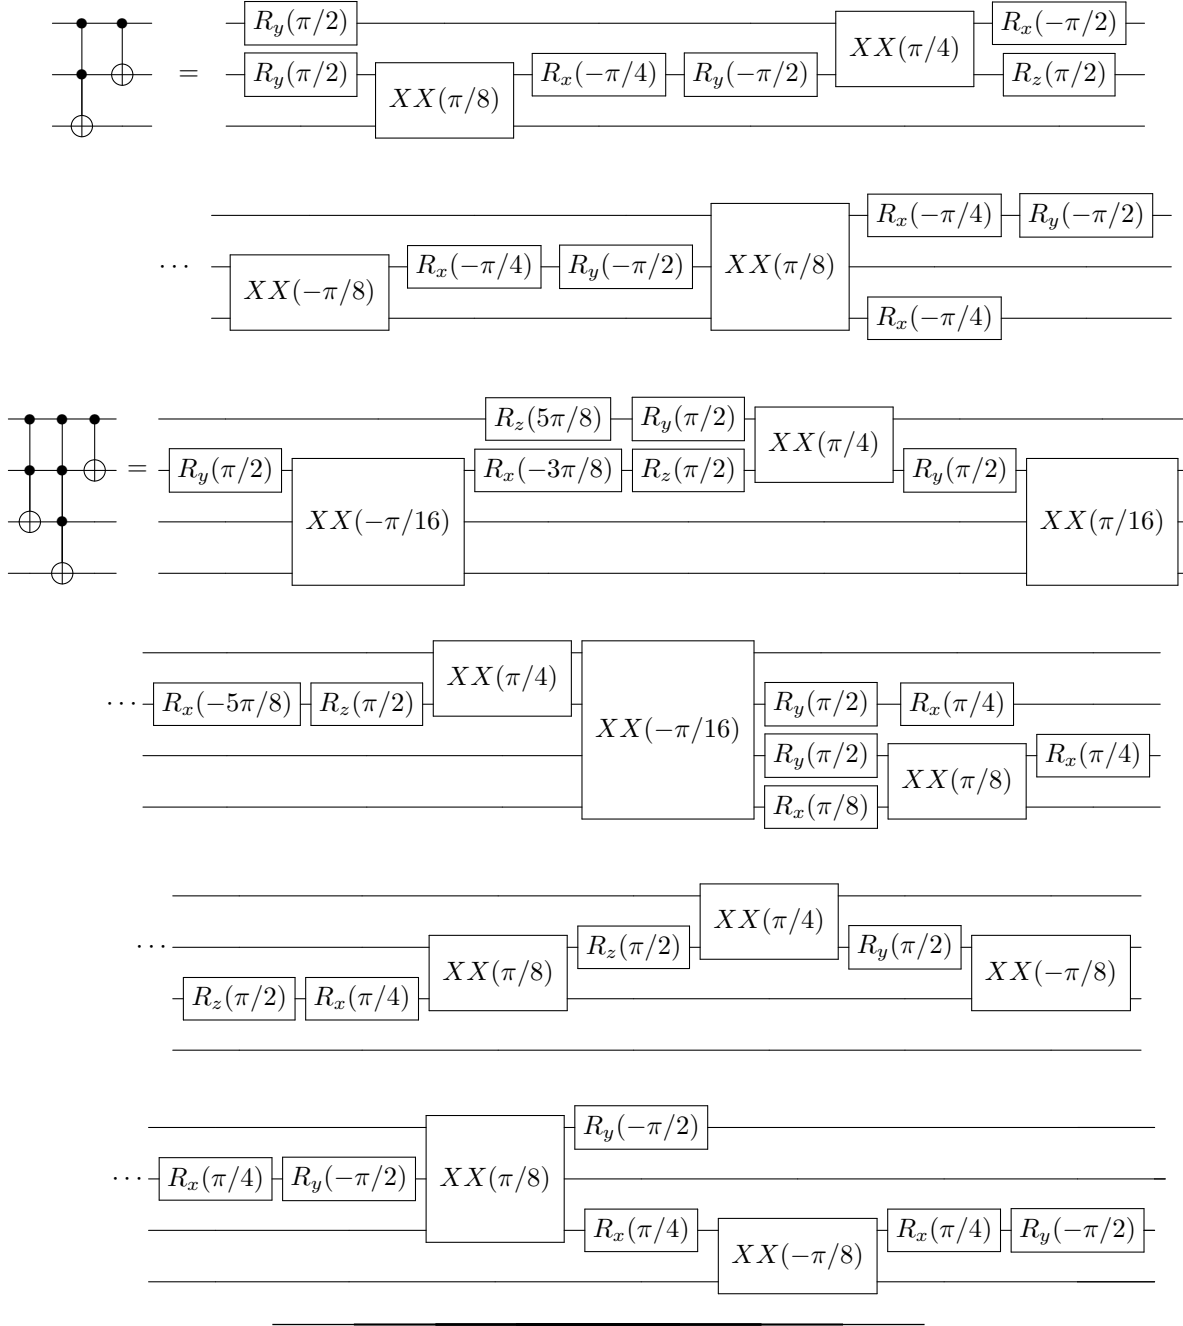 R_y(π/2) XX(π/4) R_x(−π/2)
= R_y(π/2) XX(π/8) R_x(−π/4) R_y(−π/2) R_z(π/2)
R_x(−π/4) R_y(−π/2)
⋯ XX(−π/8) R_x(−π/4) R_y(−π/2) XX(π/8)
R_x(−π/4)
R_z(5π/8) R_y(π/2) XX(π/4)
= R_y(π/2) R_x(−3π/8) R_z(π/2) R_y(π/2)
XX(−π/16) XX(π/16)
XX(π/4)
⋯ R_x(−5π/8) R_z(π/2) R_y(π/2) R_x(π/4)
XX(−π/16) R_y(π/2) XX(π/8) R_x(π/4)
R_x(π/8)
XX(π/4)
⋯ R_z(π/2) R_y(π/2)
R_z(π/2) R_x(π/4) XX(π/8) XX(−π/8)
R_y(−π/2)
⋯ R_x(π/4) R_y(−π/2) XX(π/8)
R_x(π/4) XX(−π/8) R_x(π/4) R_y(−π/2)